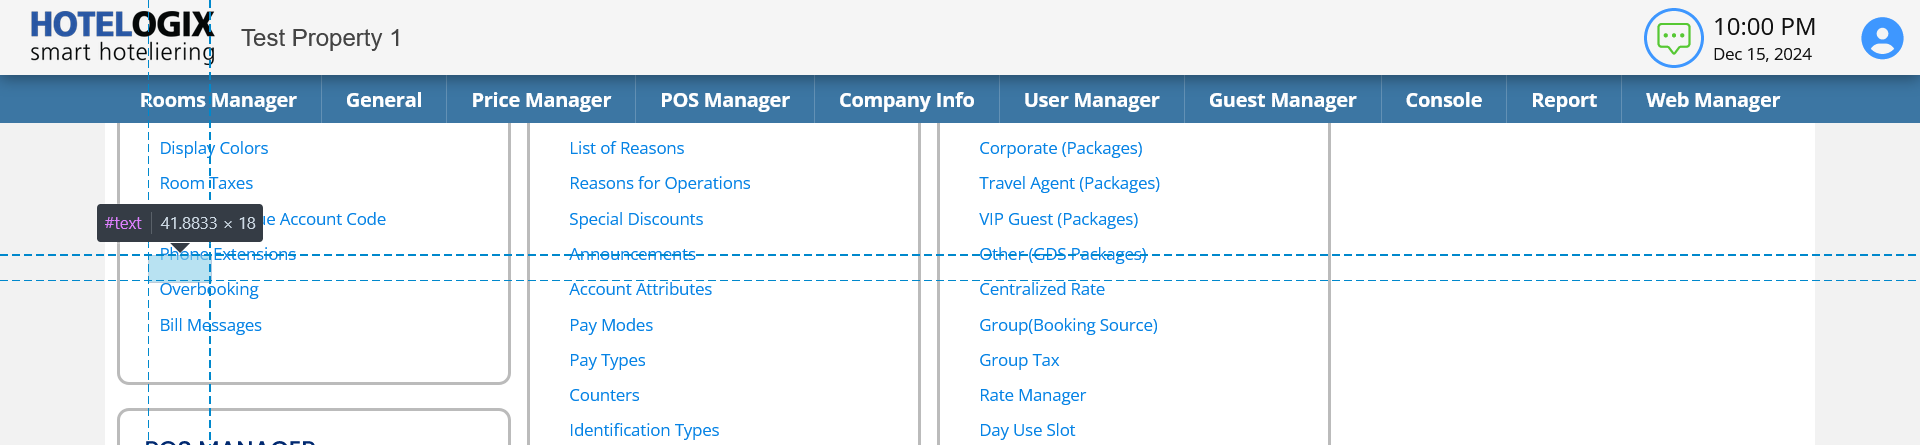 HOTELOGIX
smart hoteliering
Test Property 1
10:00 PM
Dec 15, 2024
Rooms Manager
General
Price Manager
POS Manager
Company Info
User Manager
Guest Manager
Console
Report
Web Manager
Display Colors
Room Taxes
Account Code
#text 41.8833 × 18
Phone Extensions
Overbooking
Bill Messages
POS MANAGER
List of Reasons
Reasons for Operations
Special Discounts
Announcements
Account Attributes
Pay Modes
Pay Types
Counters
Identification Types
Corporate (Packages)
Travel Agent (Packages)
VIP Guest (Packages)
Other (GDS Packages)
Centralized Rate
Group(Booking Source)
Group Tax
Rate Manager
Day Use Slot